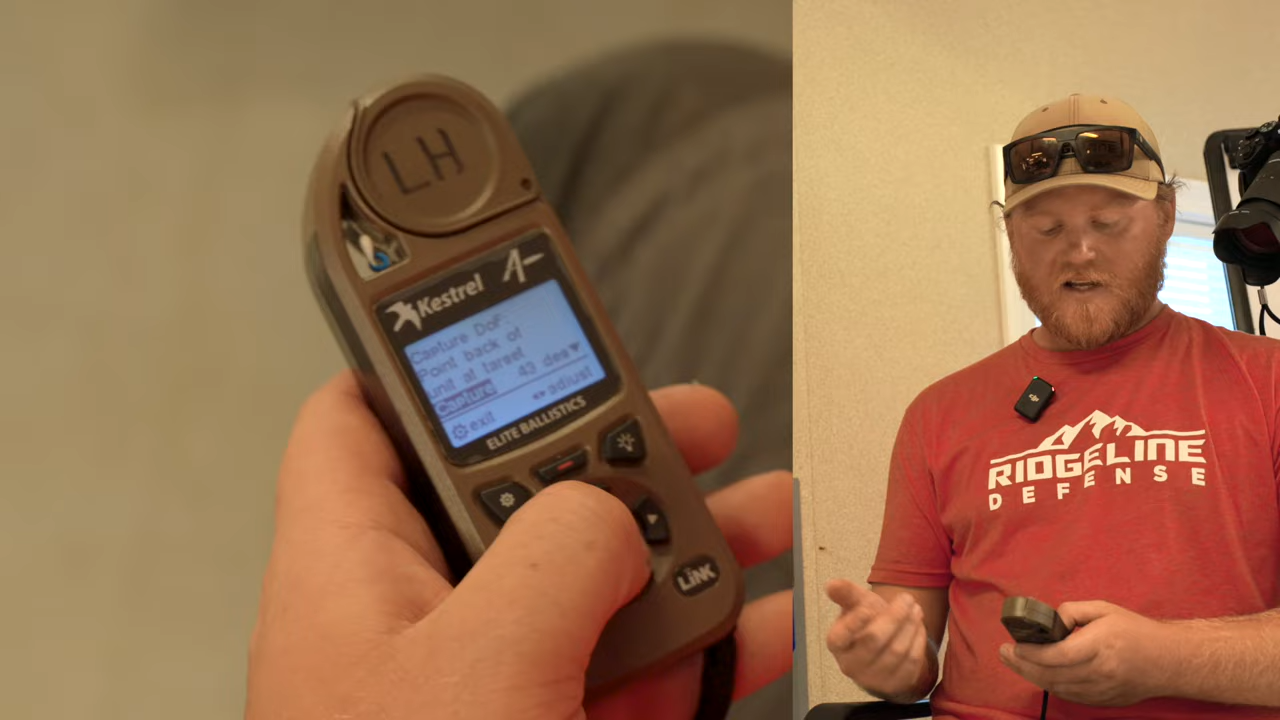 LH
Kestrel A
Capture DoF:
Point back of
unit at target
Capture 43 deg▼
exit ◂▸adjust
ELITE BALLISTICS
LiNK
RIDGELINE
DEFENSE